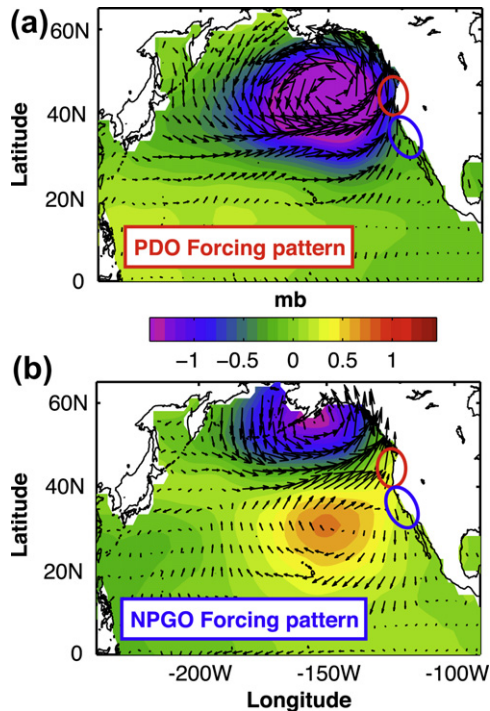 (a)
60N
40N
20N
0
Latitude
PDO Forcing pattern
mb
−1 −0.5 0 0.5 1
(b)
60N
40N
20N
0
Latitude
NPGO Forcing pattern
-200W -150W -100W
Longitude